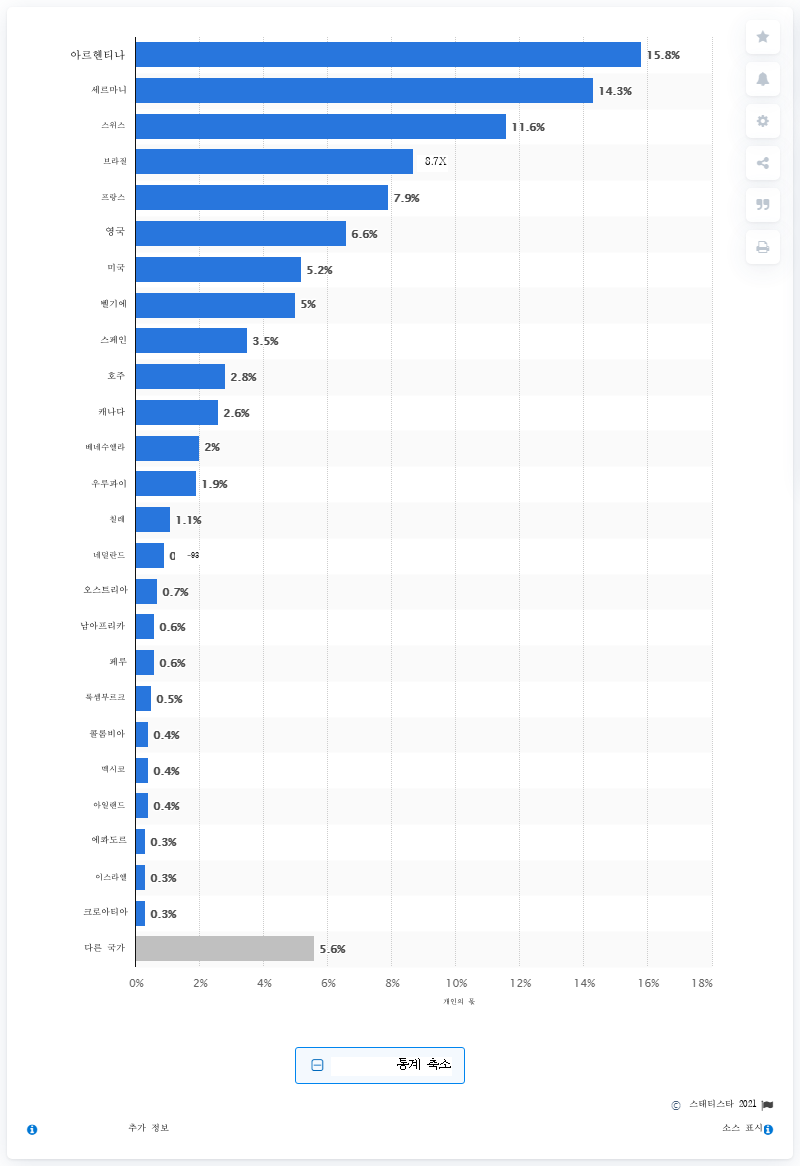 아르헨티나 15.8%
세르마니 14.3%
스위스 11.6%
브라질 8.7X
프랑스 7.9%
영국 6.6%
미국 5.2%
벨기에 5%
스페인 3.5%
호주 2.8%
캐나다 2.6%
베네수엘라 2%
우루과이 1.9%
칠레 1.1%
네덜란드 0 -93
오스트리아 0.7%
남아프리카 0.6%
페루 0.6%
룩셈부르크 0.5%
콜롬비아 0.4%
멕시코 0.4%
아일랜드 0.4%
에콰도르 0.3%
이스라엘 0.3%
크로아티아 0.3%
다른 국가 5.6%
0% 2% 4% 6% 8% 10% 12% 14% 16% 18%
개인의 몫
통계 축소
© 스태티스타 2021
추가 정보 소스 표시